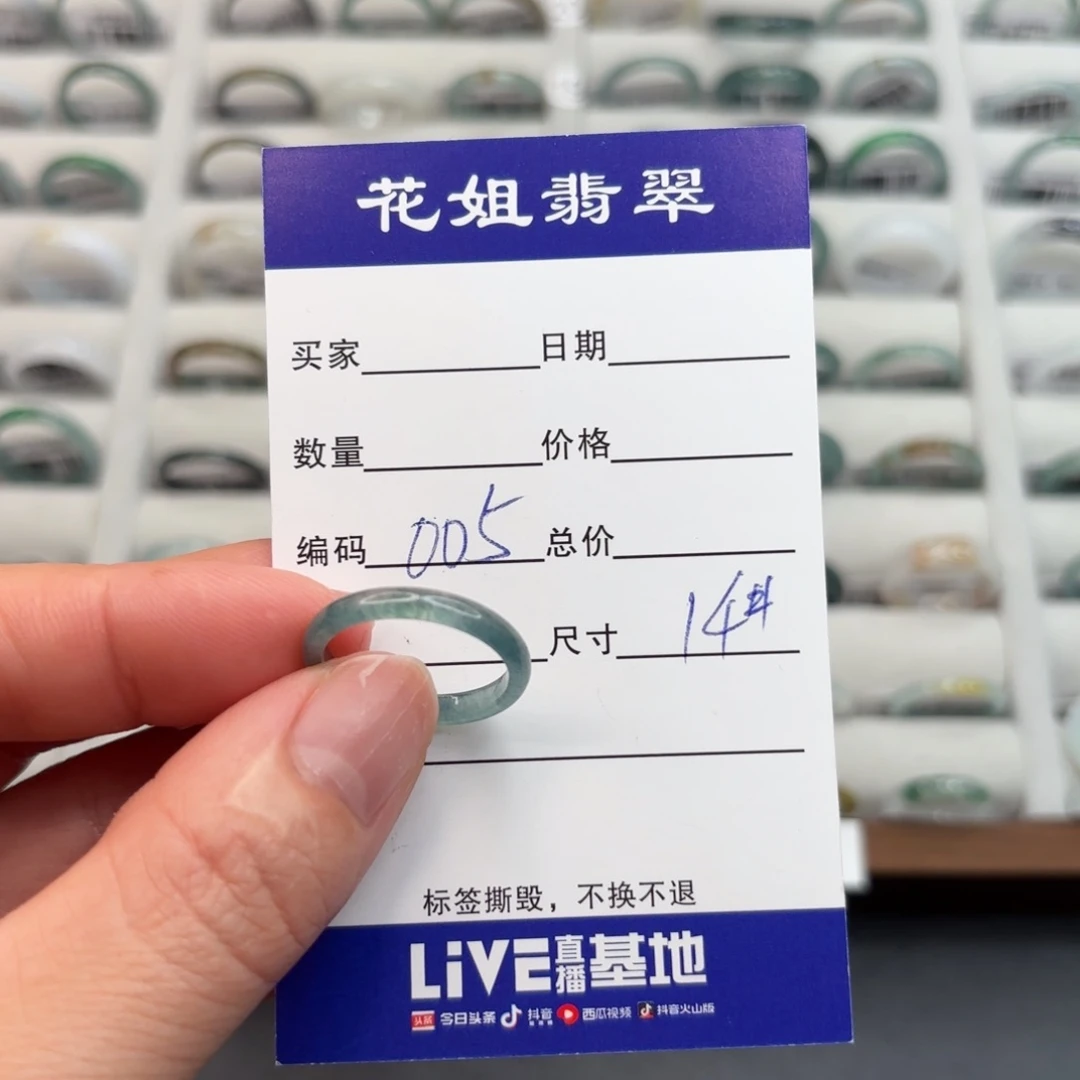 花姐翡翠
买家 日期
数量 价格
编码 005 总价
尺寸 14#
标签撕毁，不换不退
LiVE直播基地
头条 今日头条 抖音 西瓜视频 抖音火山版